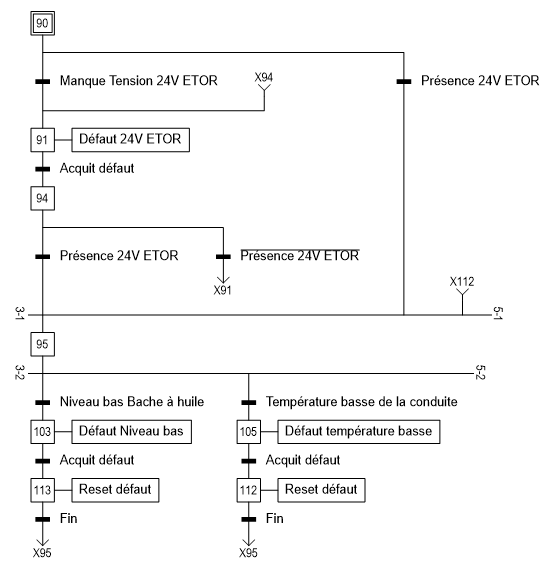 90
Manque Tension 24V ETOR
X94
Présence 24V ETOR
91
Défaut 24V ETOR
Acquit défaut
94
Présence 24V ETOR
Présence 24V ETOR
X91
X112
3-1
5-1
95
3-2
5-2
Niveau bas Bache à huile
Température basse de la conduite
103
Défaut Niveau bas
105
Défaut température basse
Acquit défaut
Acquit défaut
113
Reset défaut
112
Reset défaut
Fin
Fin
X95
X95